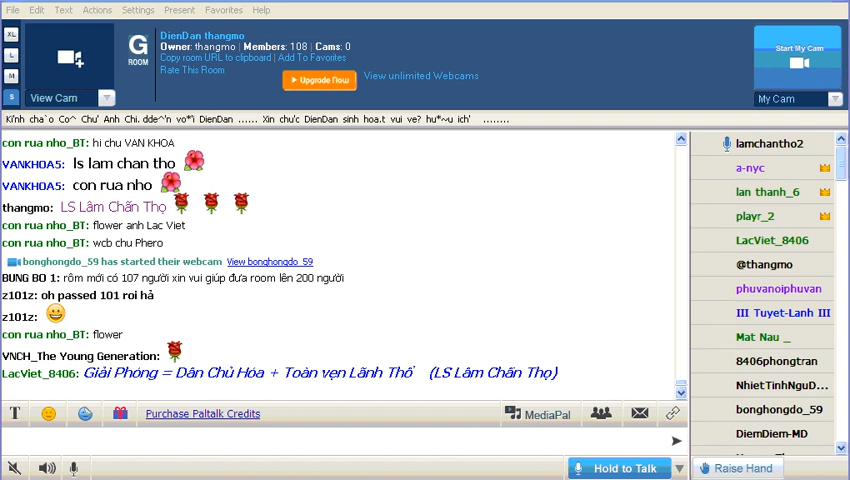 File Edit Text Actions Settings Present Favorites Help
XL
L
M
S
View Cam
G
ROOM
DienDan thangmo
Owner: thangmo | Members: 108 | Cams: 0
Copy room URL to clipboard | Add To Favorites
Rate This Room
Upgrade Now
View unlimited Webcams
Start My Cam
My Cam
Ki'nh cha`o Co^ Chu' Anh Chi. dde^'n vo*'i DienDan ...... Xin chu'c DienDan sinh hoa.t vui ve? hu*~u ich' ........
con rua nho_BT: hi chu VAN KHOA
VANKHOA5: ls lam chan tho
VANKHOA5: con rua nho
thangmo: LS Lâm Chấn Thọ
con rua nho_BT: flower anh Lac Viet
con rua nho_BT: wcb chu Phero
bonghongdo_59 has started their webcam View bonghongdo_59
BUNG BO 1: rôm mới có 107 người xin vui giúp đưa room lên 200 người
z101z: oh passed 101 roi hả
z101z:
con rua nho_BT: flower
VNCH_The Young Generation:
LacViet_8406: Giải Phóng = Dân Chủ Hóa + Toàn vẹn Lãnh Thổ (LS Lâm Chấn Thọ)
T
Purchase Paltalk Credits
MediaPal
Hold to Talk
lamchantho2
a-nyc
lan thanh_6
playr_2
LacViet_8406
@thangmo
phuvanoiphuvan
III Tuyet-Lanh III
Mat Nau _
8406phongtran
NhietTinhNguD...
bonghongdo_59
DiemDiem-MD
Raise Hand